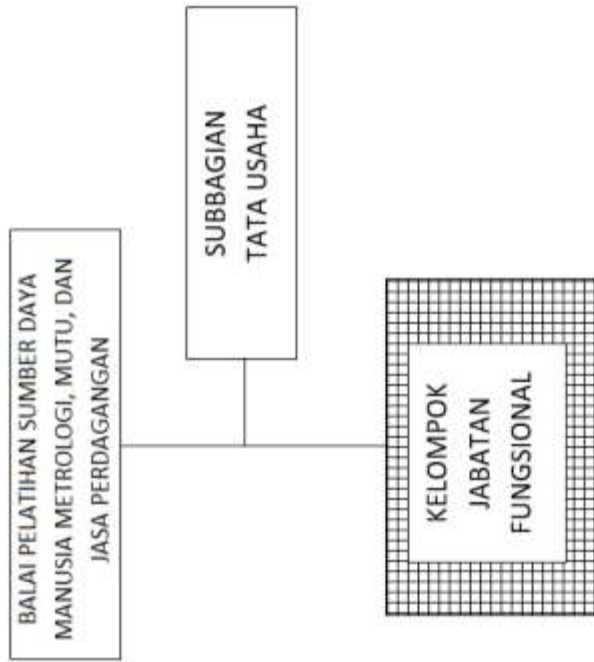 BALAI PELATIHAN SUMBER DAYA
MANUSIA METROLOGI, MUTU, DAN
JASA PERDAGANGAN
SUBBAGIAN
TATA USAHA
KELOMPOK
JABATAN
FUNGSIONAL